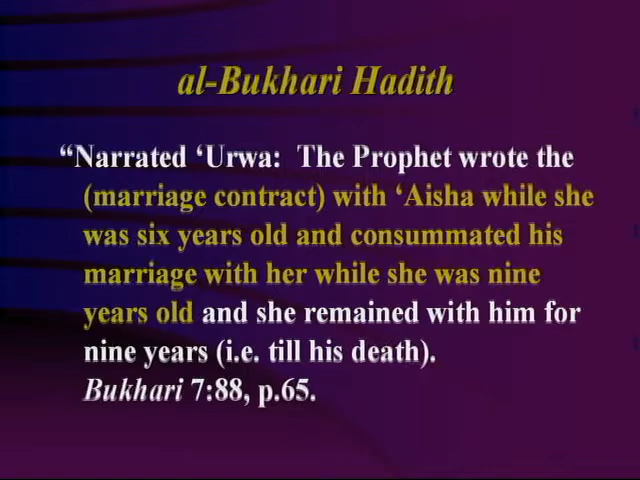 al-Bukhari Hadith
“Narrated ‘Urwa:  The Prophet wrote the
(marriage contract) with ‘Aisha while she
was six years old and consummated his
marriage with her while she was nine
years old and she remained with him for
nine years (i.e. till his death).
Bukhari 7:88, p.65.